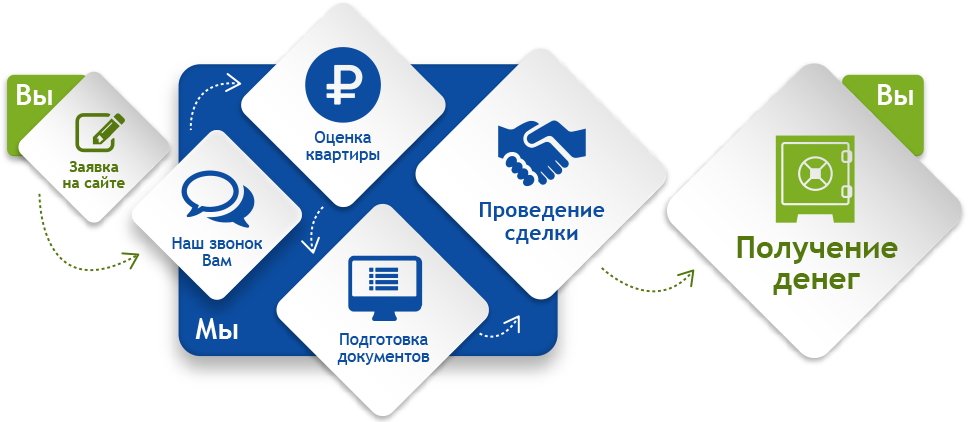 Вы
Заявка
на сайте
Наш звонок
Вам
Оценка
квартиры
Подготовка
документов
Мы
Проведение
сделки
Вы
Получение
денег